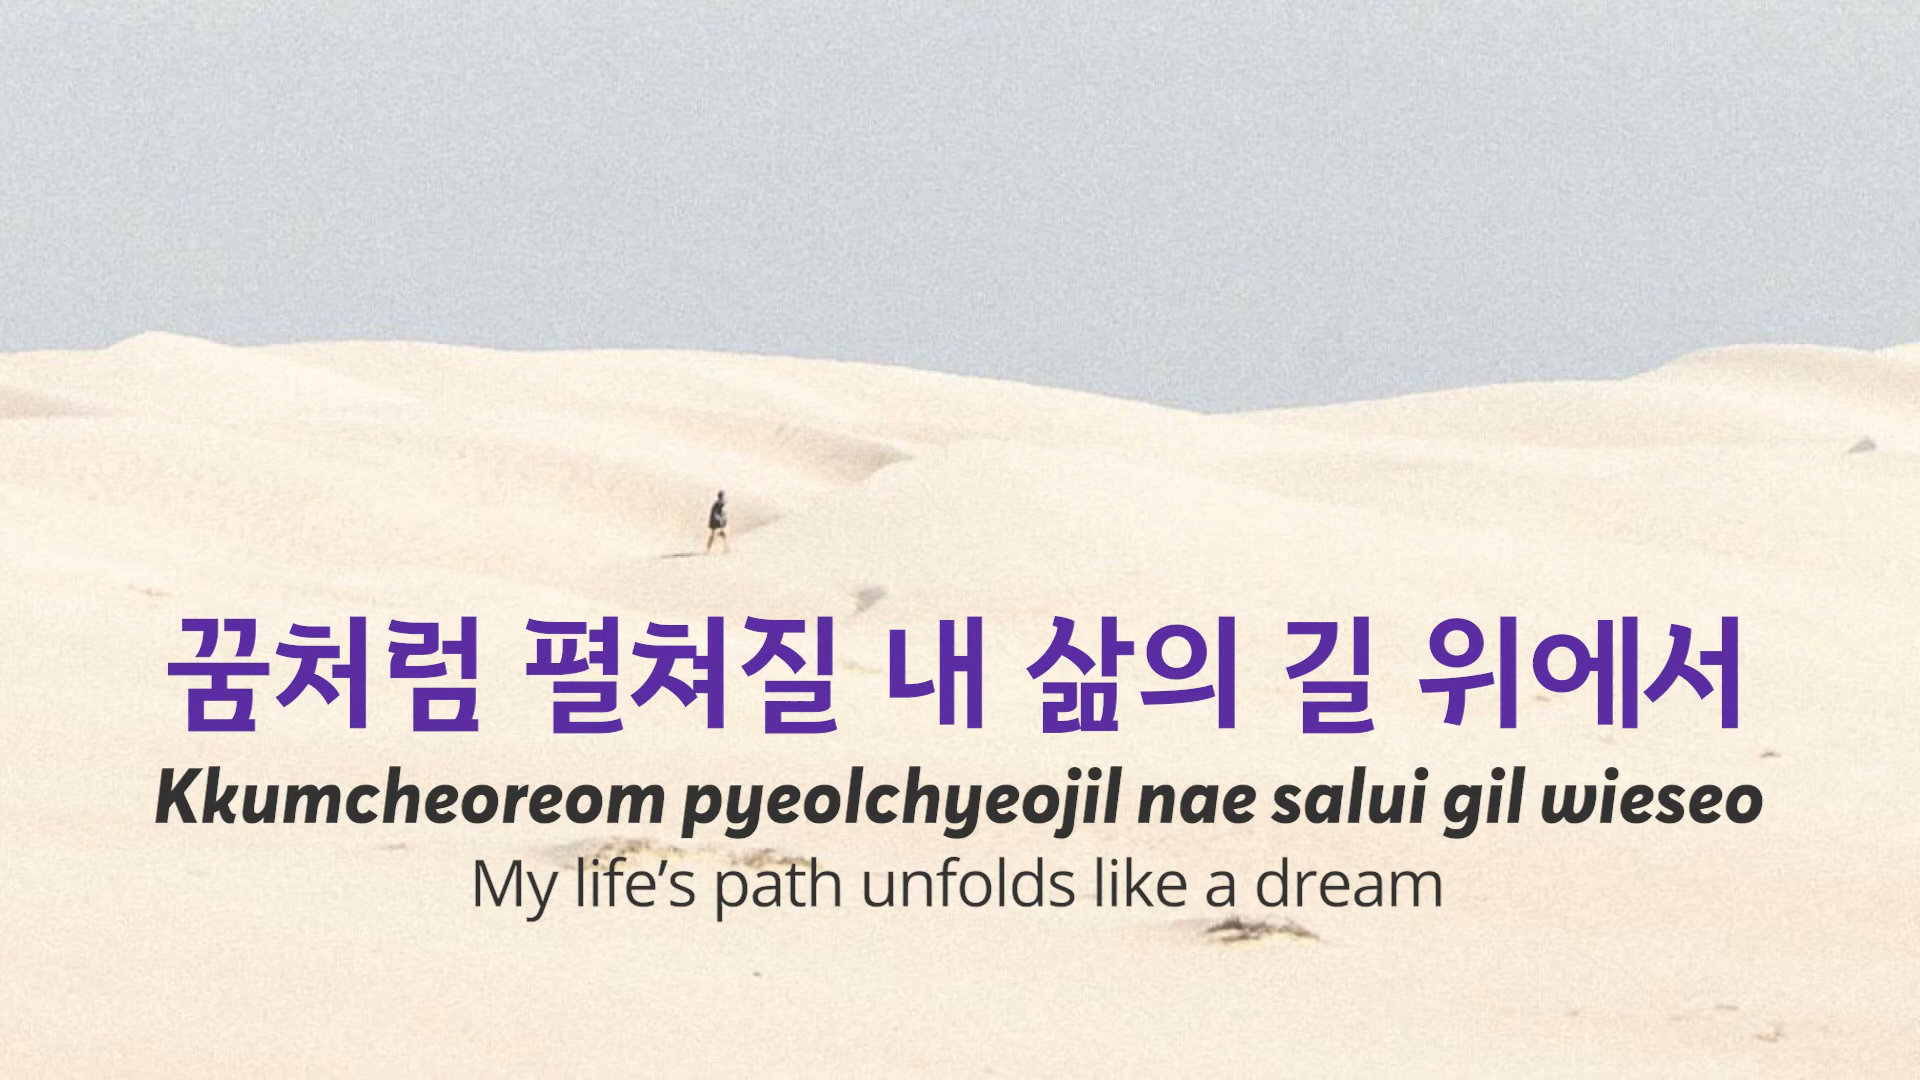 꿈처럼 펼쳐질 내 삶의 길 위에서
Kkumcheoreom pyeolchyeojil nae salui gil wieseo
My life’s path unfolds like a dream